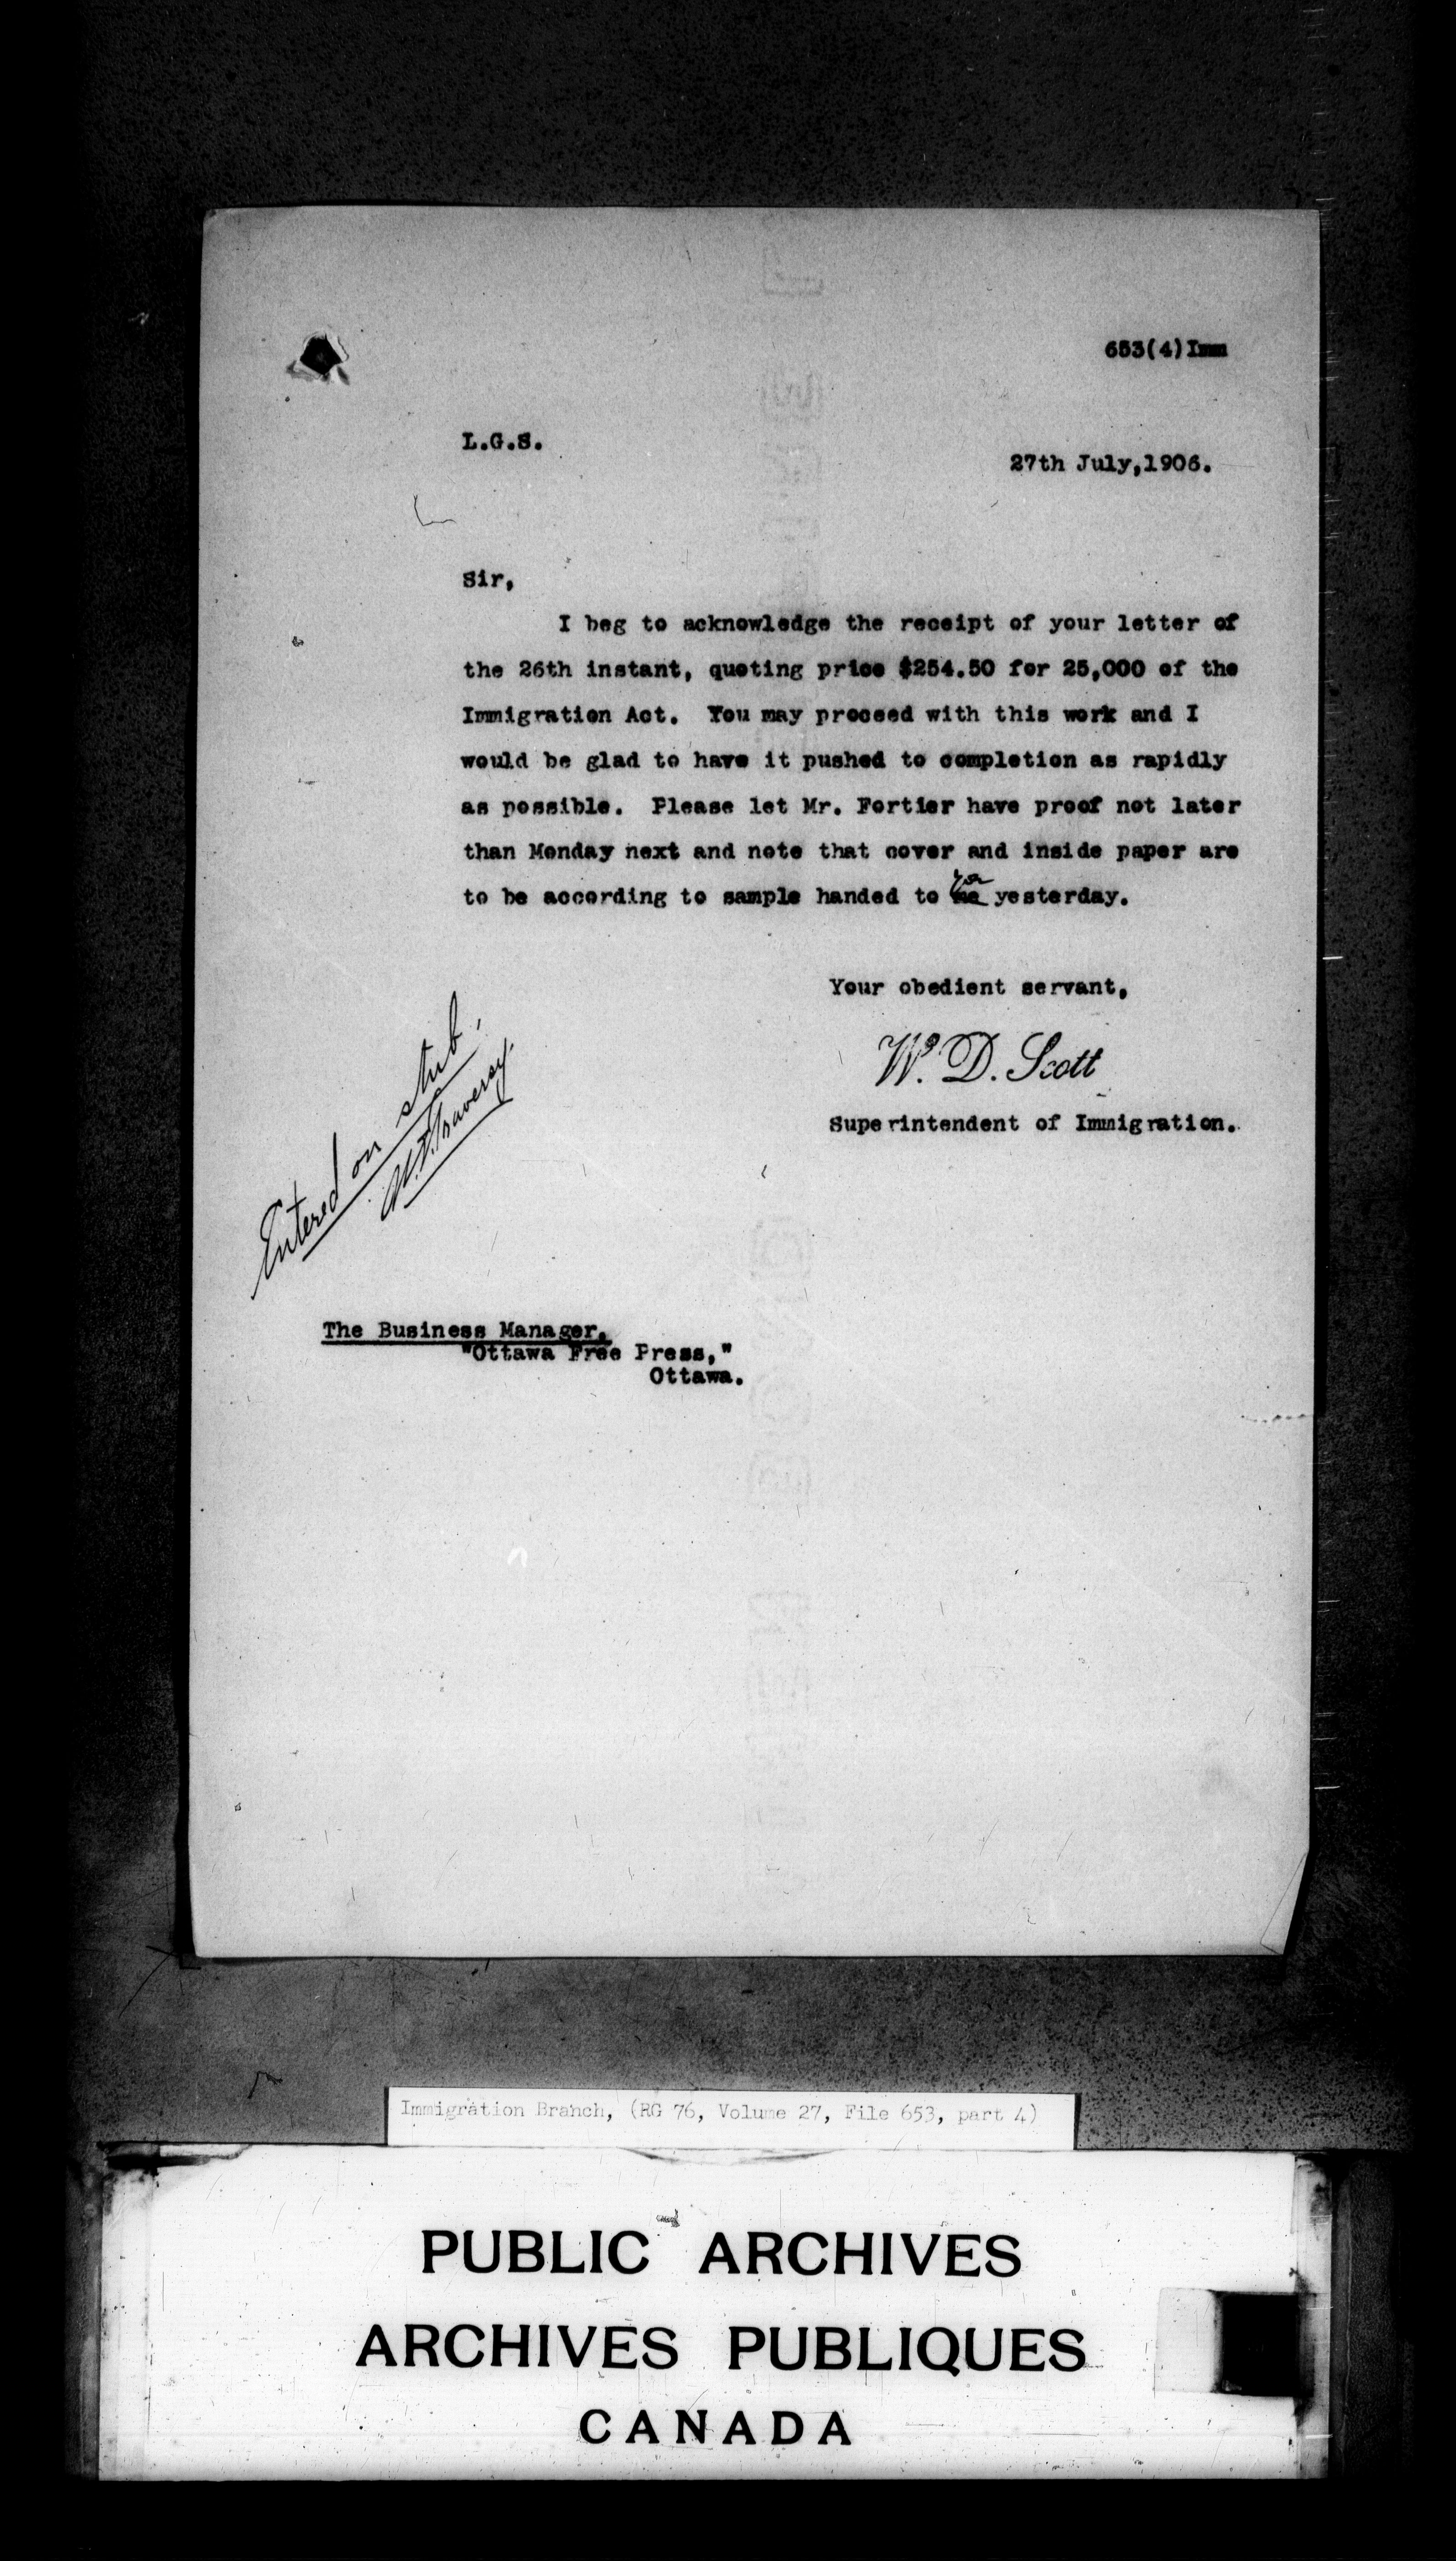 653(4)Imm
L.G.S.
27th July,1906.
Sir,
I beg to acknowledge the receipt of your letter of
the 26th instant, quoting price $254.50 for 25,000 of the
Immigration Act. You may proceed with this work and I
would be glad to have it pushed to completion as rapidly
as possible. Please let Mr. Fortier have proof not later
than Monday next and note that cover and inside paper are
to be according to sample handed to you yesterday.
Your obedient servant,
W. D. Scott
Superintendent of Immigration.
Entered on stub.
The Business Manager,
"Ottawa Free Press,"
Ottawa.
Immigration Branch, (RG 76, Volume 27, File 653, part 4)
PUBLIC ARCHIVES
ARCHIVES PUBLIQUES
CANADA